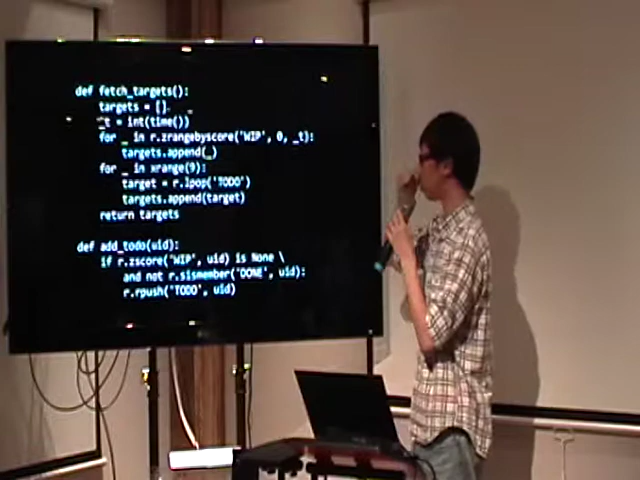 def fetch_targets():
targets = []
_t = int(time())
for _ in r.zrangebyscore('WIP', 0, _t):
targets.append(_)
for _ in xrange(9):
target = r.lpop('TODO')
targets.append(target)
return targets
def add_todo(uid):
if r.zscore('WIP', uid) is None \
and not r.sismember('DONE', uid):
r.rpush('TODO', uid)